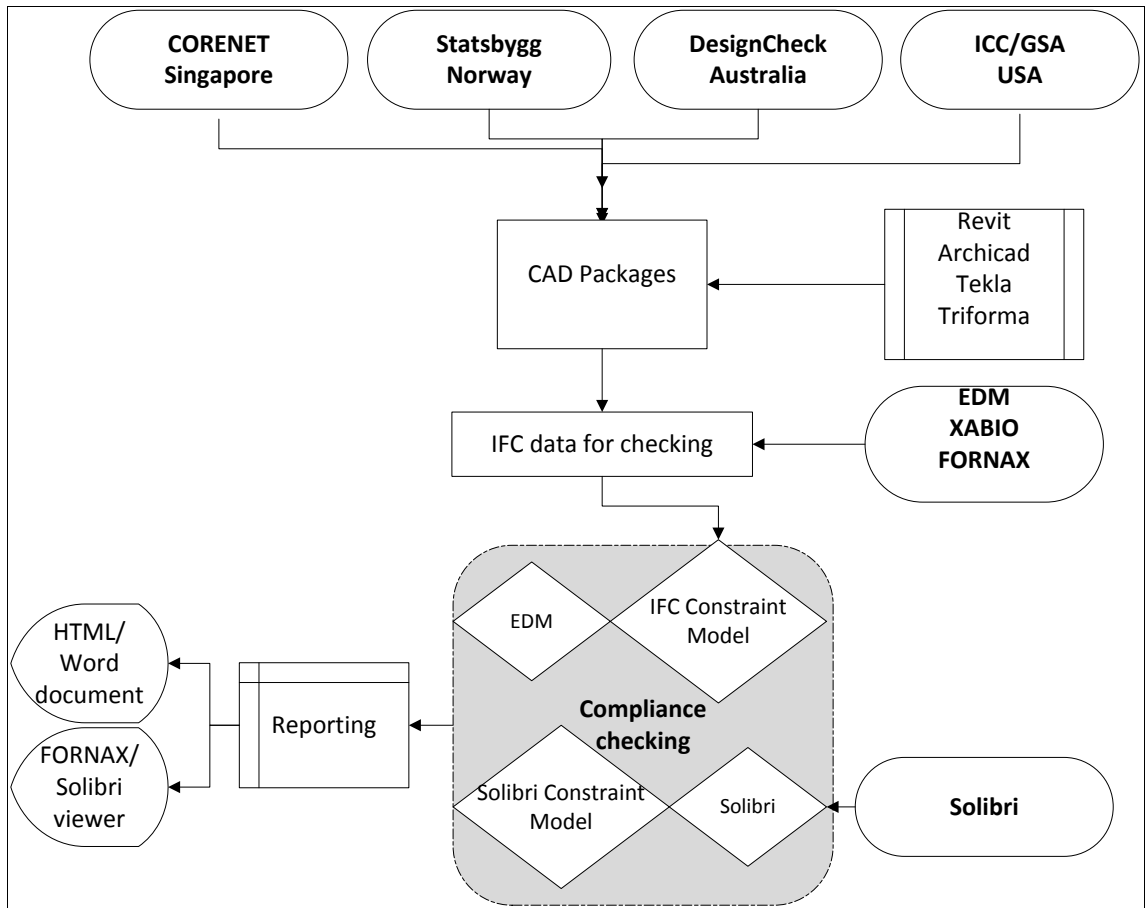 CORENET
Singapore
Statsbygg
Norway
DesignCheck
Australia
ICC/GSA
USA
CAD Packages
Revit
Archicad
Tekla
Triforma
IFC data for checking
EDM
XABIO
FORNAX
EDM
IFC Constraint
Model
Compliance
checking
HTML/
Word
document
Reporting
FORNAX/
Solibri
viewer
Solibri Constraint
Model
Solibri
Solibri